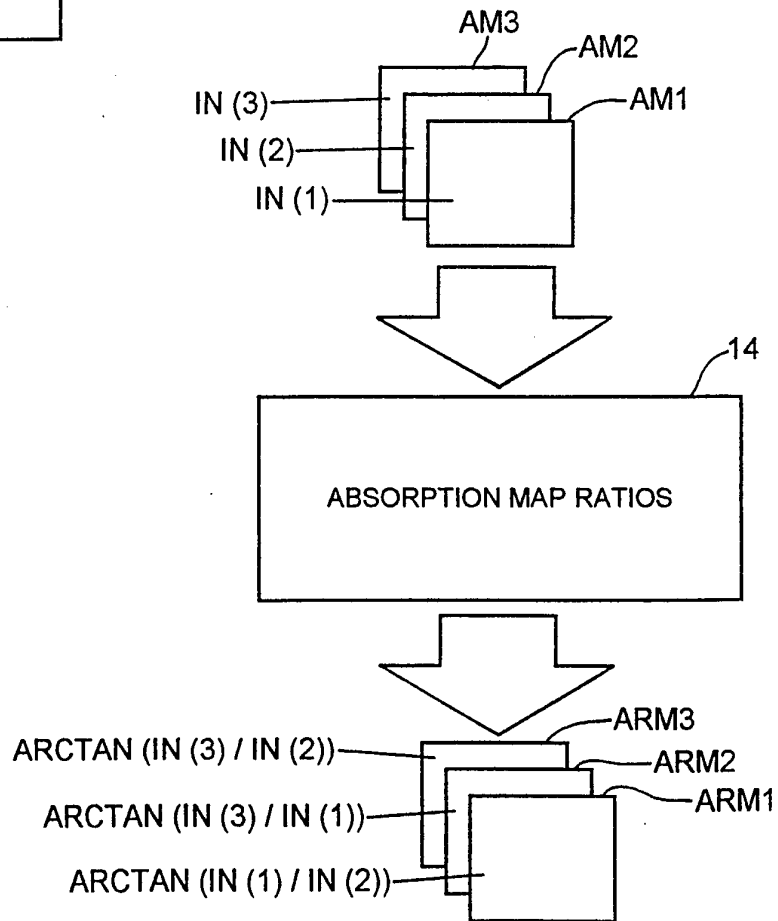 AM3
AM2
IN (3)
AM1
IN (2)
IN (1)
14
ABSORPTION MAP RATIOS
ARM3
ARCTAN (IN (3) / IN (2))
ARM2
ARM1
ARCTAN (IN (3) / IN (1))
ARCTAN (IN (1) / IN (2))